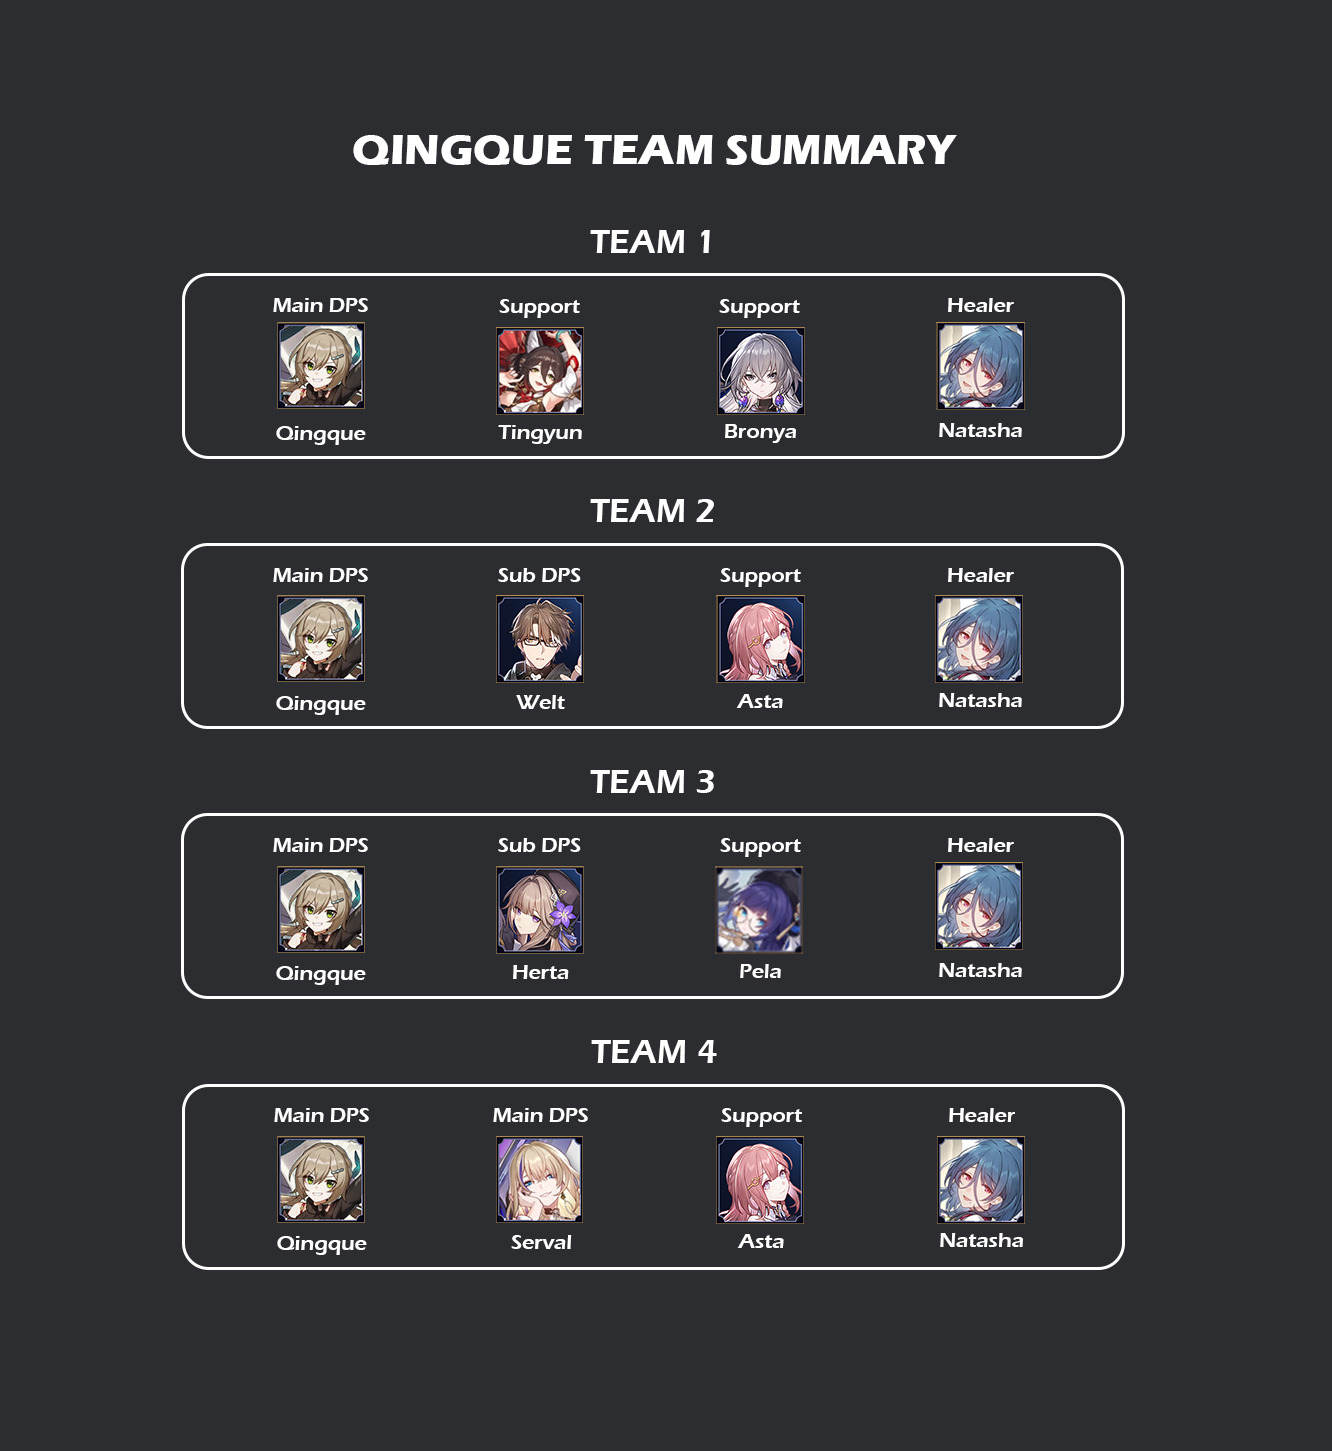 QINGQUE TEAM SUMMARY
TEAM 1
Main DPS Support Support Healer
Qingque Tingyun Bronya Natasha
TEAM 2
Main DPS Sub DPS Support Healer
Qingque Welt Asta Natasha
TEAM 3
Main DPS Sub DPS Support Healer
Qingque Herta Pela Natasha
TEAM 4
Main DPS Main DPS Support Healer
Qingque Serval Asta Natasha